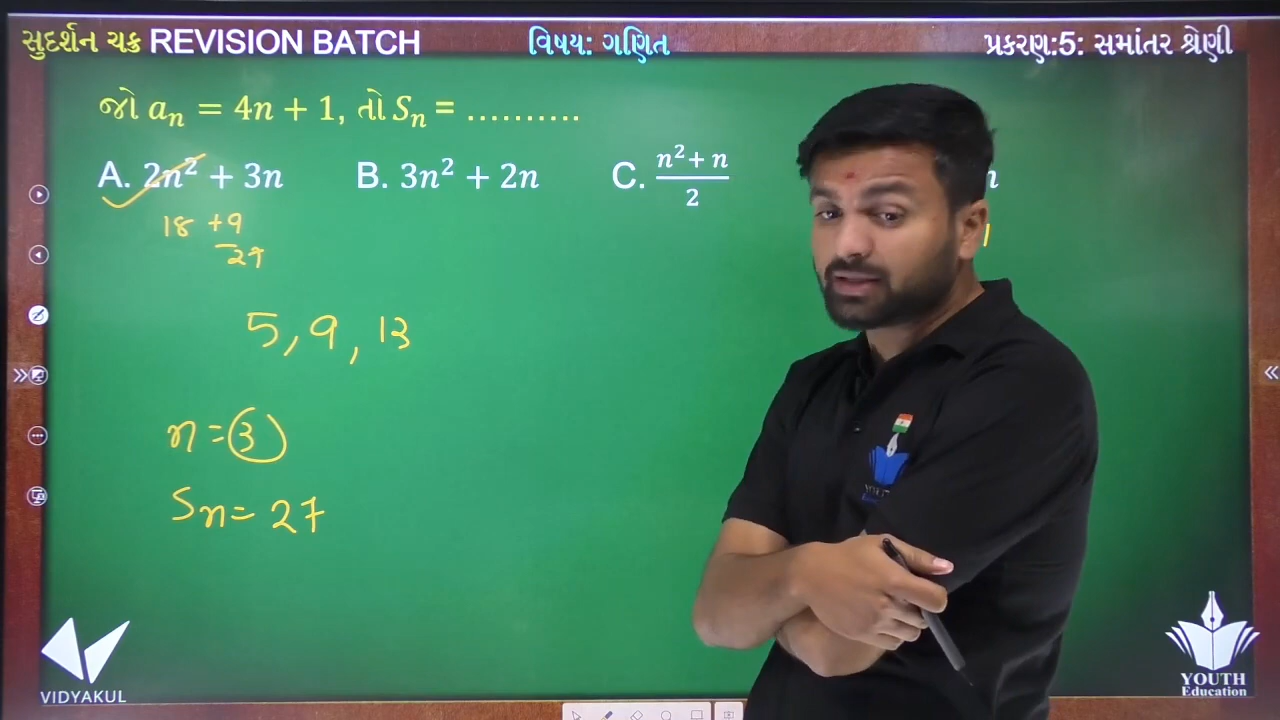 સુદર્શન ચક્ર REVISION BATCH
વિષય: ગણિત
પ્રકરણ:5: સમાંતર શ્રેણી
જો aₙ = 4n + 1, તો Sₙ = ..........
A. 2n² + 3n
B. 3n² + 2n
C. (n² + n)/2
n
18 + 9
27
5, 9, 13
n = 3
Sn = 27
VIDYAKUL
YOUTH
Education